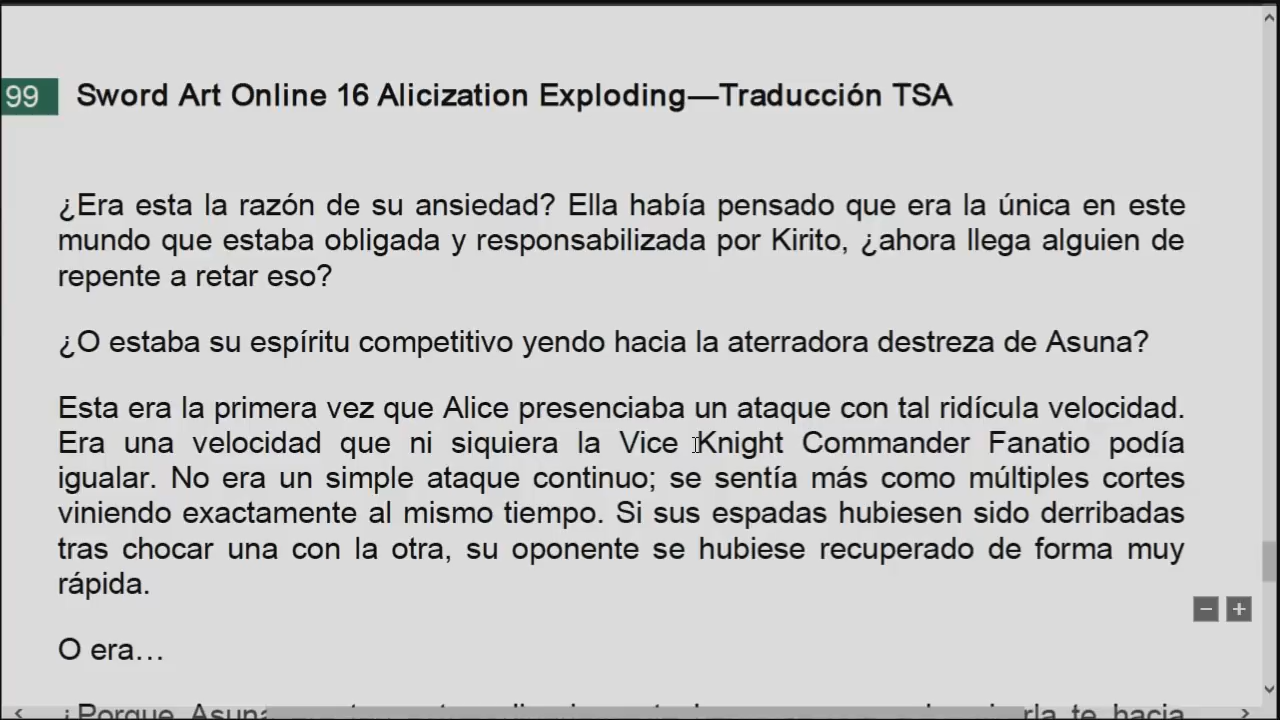 99 Sword Art Online 16 Alicization Exploding—Traducción TSA
¿Era esta la razón de su ansiedad? Ella había pensado que era la única en este
mundo que estaba obligada y responsabilizada por Kirito, ¿ahora llega alguien de
repente a retar eso?
¿O estaba su espíritu competitivo yendo hacia la aterradora destreza de Asuna?
Esta era la primera vez que Alice presenciaba un ataque con tal ridícula velocidad.
Era una velocidad que ni siquiera la Vice Knight Commander Fanatio podía
igualar. No era un simple ataque continuo; se sentía más como múltiples cortes
viniendo exactamente al mismo tiempo. Si sus espadas hubiesen sido derribadas
tras chocar una con la otra, su oponente se hubiese recuperado de forma muy
rápida.
O era…
¿Porque Asuna te hacía